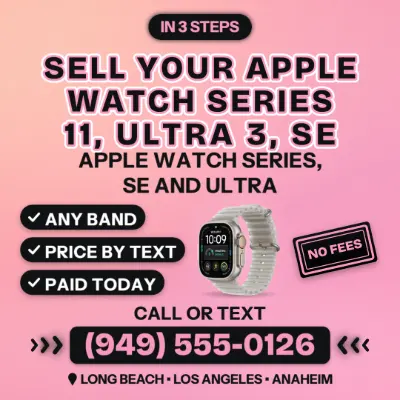 IN 3 STEPS
SELL YOUR APPLE
WATCH SERIES
11, ULTRA 3, SE
APPLE WATCH SERIES,
SE AND ULTRA
✓ ANY BAND
✓ PRICE BY TEXT
✓ PAID TODAY
NO FEES
CALL OR TEXT
››› (949) 555-0126 ‹‹‹
LONG BEACH • LOS ANGELES • ANAHEIM